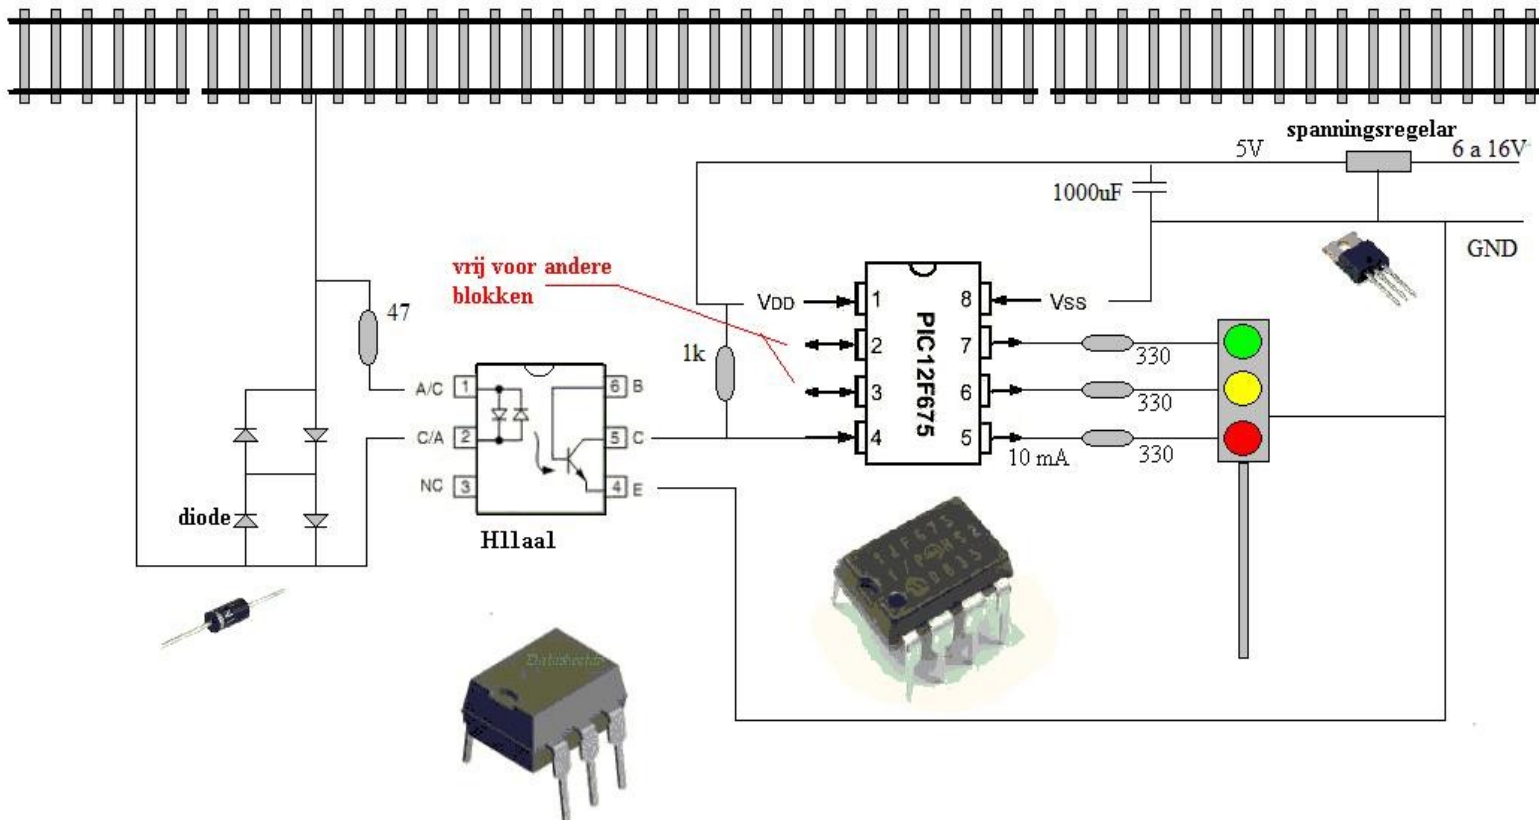 spanningsregelar
5V
6 a 16V
1000uF
GND
vrij voor andere
blokken
VDD
1
8
VSS
47
1k
2
7
330
PIC12F675
3
6
330
4
5
10 mA
330
A/C
1
6
B
C/A
2
5
C
NC
3
4
E
diode
H11aa1
12F675
I/P